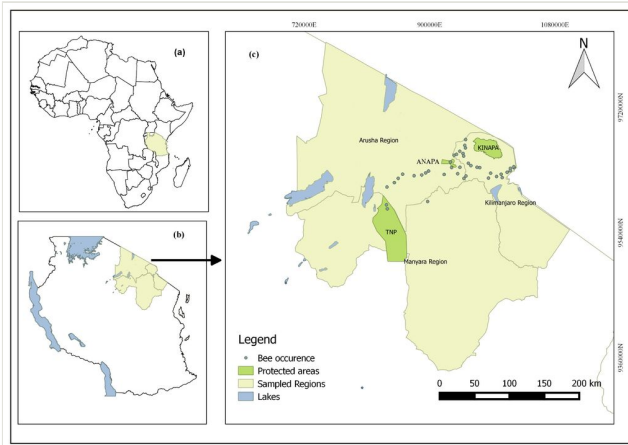 (a)
(b)
(c)
720000E
900000E
1080000E
N
9720000N
9540000N
9360000N
Arusha Region
KINAPA
ANAPA
Kilimanjaro Region
TNP
Manyara Region
Legend
Bee occurence
Protected areas
Sampled Regions
Lakes
0 50 100 150 200 km